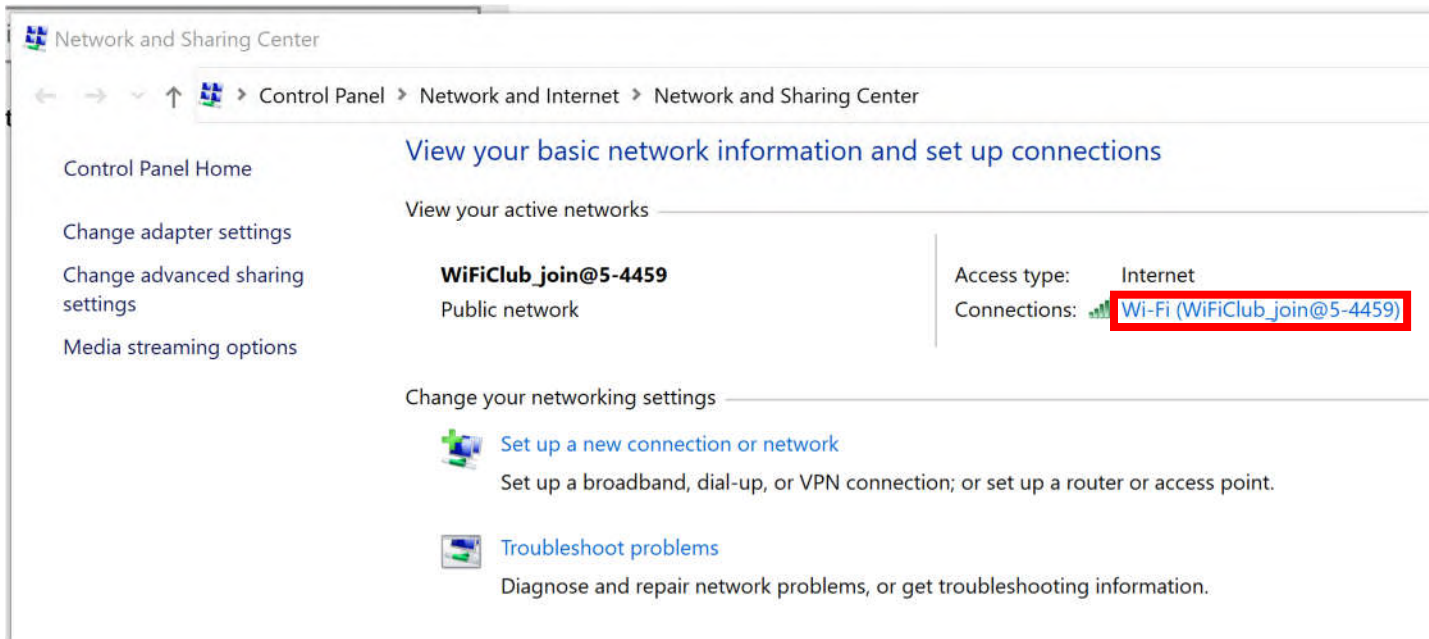 Network and Sharing Center
Control Panel > Network and Internet > Network and Sharing Center
Control Panel Home
Change adapter settings
Change advanced sharing
settings
Media streaming options
View your basic network information and set up connections
View your active networks
WiFiClub_join@5-4459
Public network
Access type: Internet
Connections: Wi-Fi (WiFiClub_join@5-4459)
Change your networking settings
Set up a new connection or network
Set up a broadband, dial-up, or VPN connection; or set up a router or access point.
Troubleshoot problems
Diagnose and repair network problems, or get troubleshooting information.